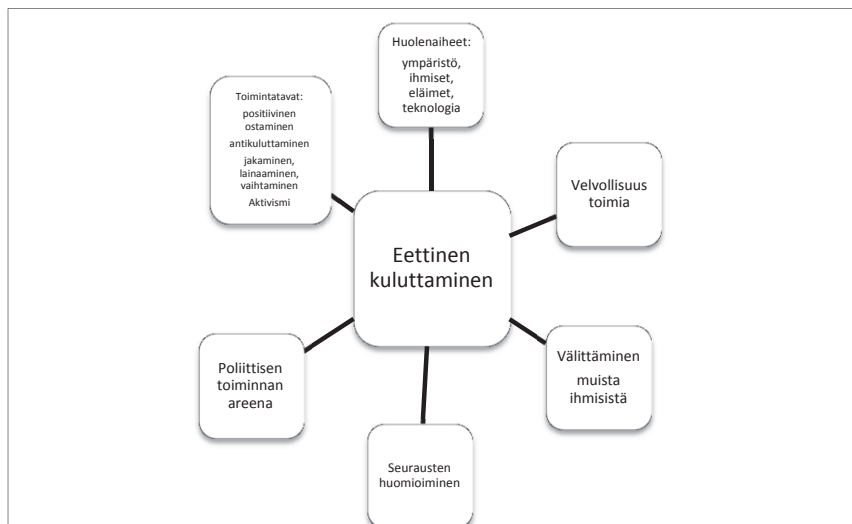 Huolenaiheet:
ympäristö,
ihmiset,
eläimet,
teknologia
Toimintatavat:
positiivinen
ostaminen
antikuluttaminen
jakaminen,
lainaaminen,
vaihtaminen
Aktivismi
Velvollisuus
toimia
Eettinen
kuluttaminen
Välittäminen
muista
ihmisistä
Poliittisen
toiminnan
areena
Seurausten
huomioiminen